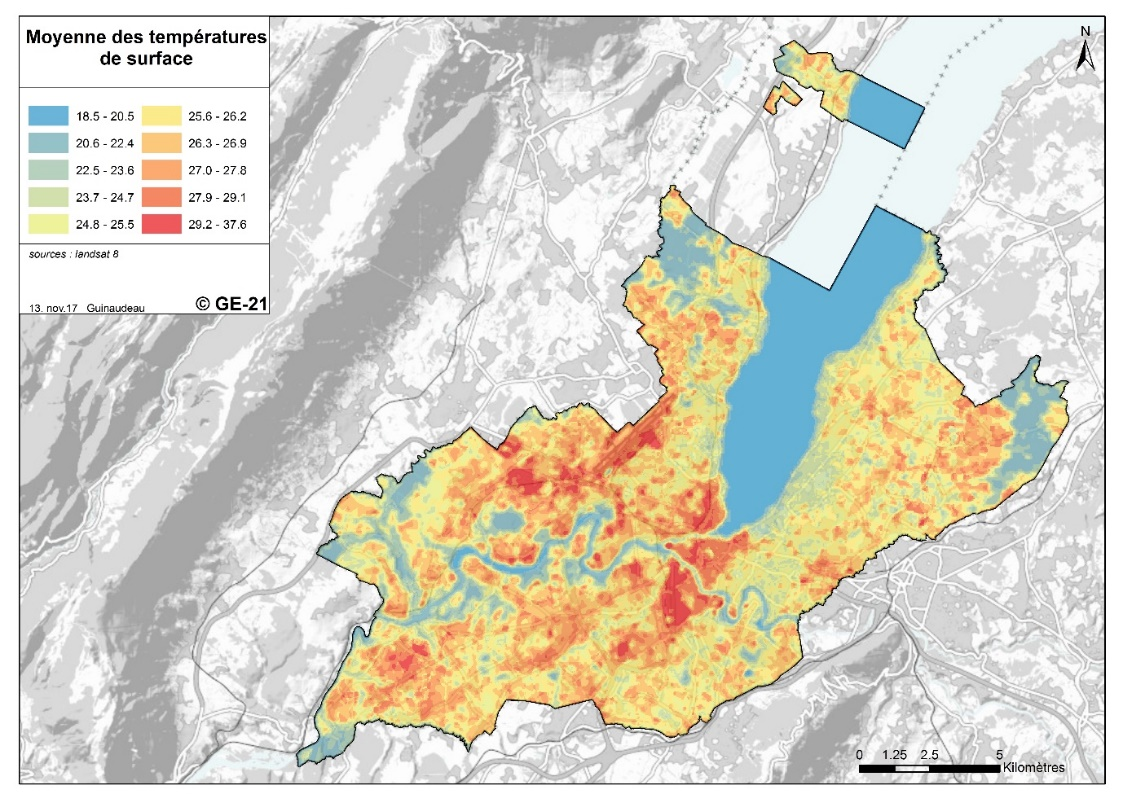 Moyenne des températures
de surface
18.5 - 20.5
20.6 - 22.4
22.5 - 23.6
23.7 - 24.7
24.8 - 25.5
25.6 - 26.2
26.3 - 26.9
27.0 - 27.8
27.9 - 29.1
29.2 - 37.6
sources : landsat 8
13. nov.17 Guinaudeau © GE-21
N
0 1.25 2.5 5
Kilomètres